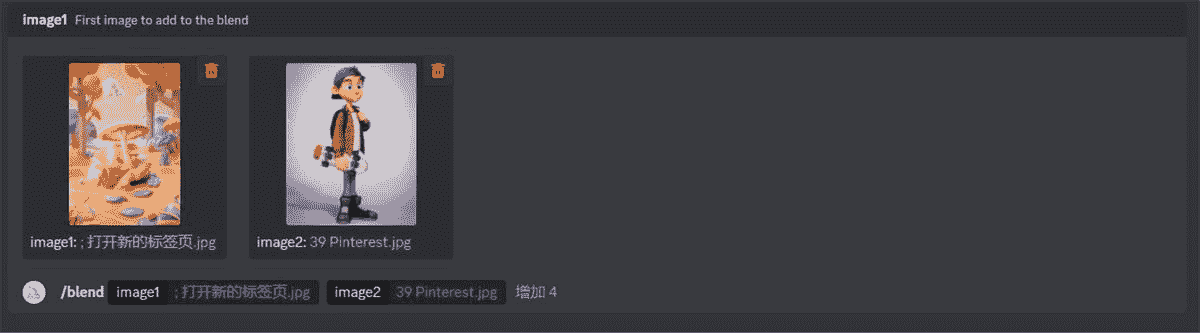 image1 First image to add to the blend
image1: ; 打开新的标签页.jpg
image2: 39 Pinterest.jpg
/blend image1 ; 打开新的标签页.jpg image2 39 Pinterest.jpg 增加 4